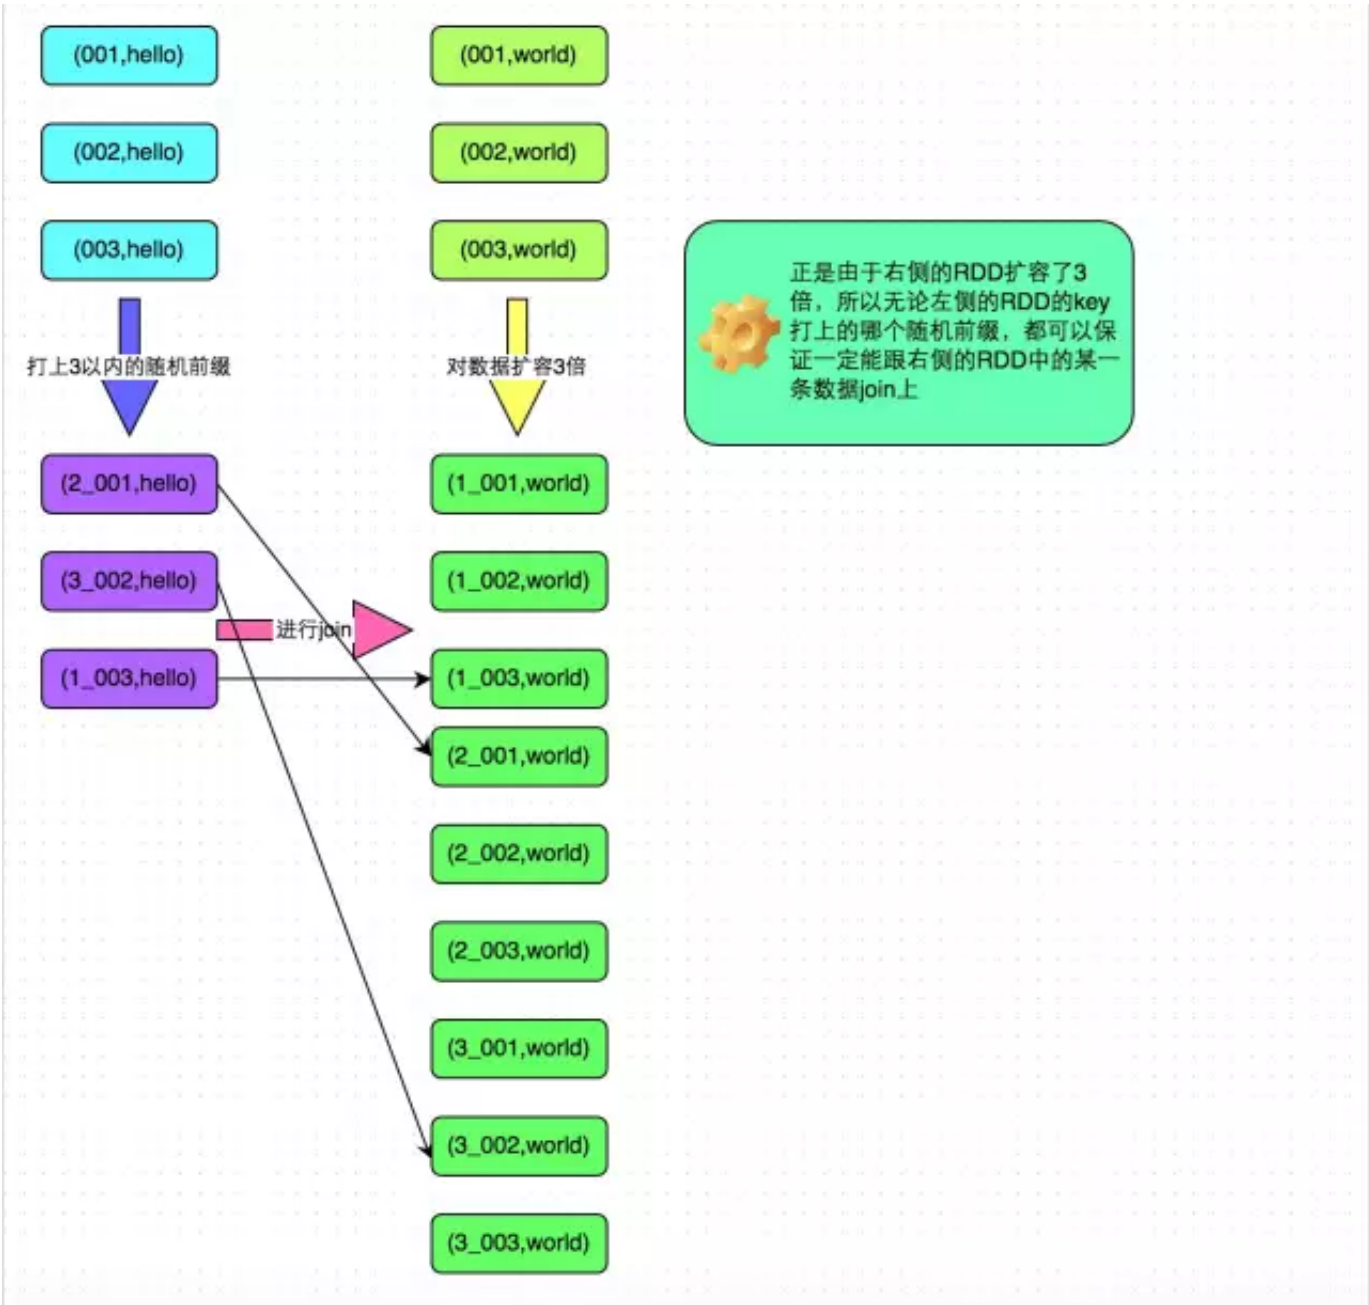 (001,hello)
(001,world)
(002,hello)
(002,world)
(003,hello)
(003,world)
正是由于右侧的RDD扩容了3
倍，所以无论左侧的RDD的key
打上的哪个随机前缀，都可以保
证一定能跟右侧的RDD中的某一
条数据join上
打上3以内的随机前缀
对数据扩容3倍
(2_001,hello)
(1_001,world)
(3_002,hello)
(1_002,world)
进行join
(1_003,hello)
(1_003,world)
(2_001,world)
(2_002,world)
(2_003,world)
(3_001,world)
(3_002,world)
(3_003,world)